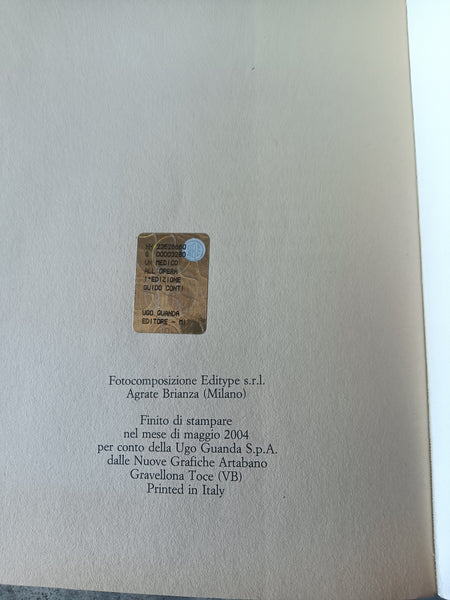 UN MEDICO
ALL'OPERA
1°EDIZIONE
GUIDO CONTI
UGO GUANDA
EDITORE - MI
Fotocomposizione Editype s.r.l.
Agrate Brianza (Milano)
Finito di stampare
nel mese di maggio 2004
per conto della Ugo Guanda S.p.A.
dalle Nuove Grafiche Artabano
Gravellona Toce (VB)
Printed in Italy